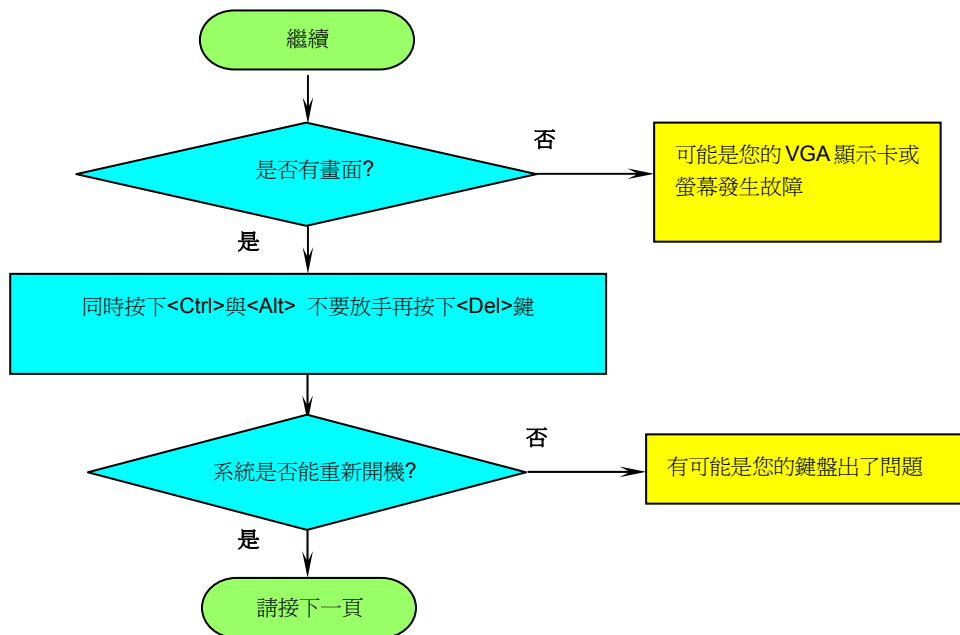 繼續
是否有畫面?
否
可能是您的 VGA 顯示卡或
螢幕發生故障
是
同時按下<Ctrl>與<Alt> 不要放手再按下<Del>鍵
系統是否能重新開機?
否
有可能是您的鍵盤出了問題
是
請接下一頁